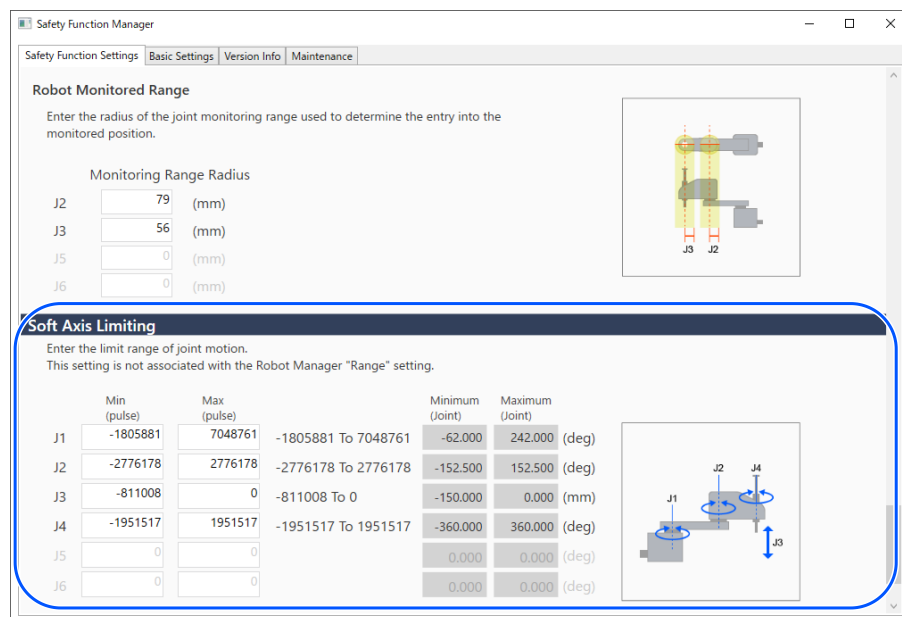 Safety Function Manager
Safety Function Settings Basic Settings Version Info Maintenance
Robot Monitored Range
Enter the radius of the joint monitoring range used to determine the entry into the
monitored position.
Monitoring Range Radius
J2 79 (mm)
J3 56 (mm)
J5 0 (mm)
J6 0 (mm)
J3 J2
Soft Axis Limiting
Enter the limit range of joint motion.
This setting is not associated with the Robot Manager "Range" setting.
Min Max Minimum Maximum
(pulse) (pulse) (Joint) (Joint)
J1 -1805881 7048761 -1805881 To 7048761 -62.000 242.000 (deg)
J2 -2776178 2776178 -2776178 To 2776178 -152.500 152.500 (deg)
J3 -811008 0 -811008 To 0 -150.000 0.000 (mm)
J4 -1951517 1951517 -1951517 To 1951517 -360.000 360.000 (deg)
J5 0 0 0.000 0.000 (deg)
J6 0 0 0.000 0.000 (deg)
J2 J4
J1
J3